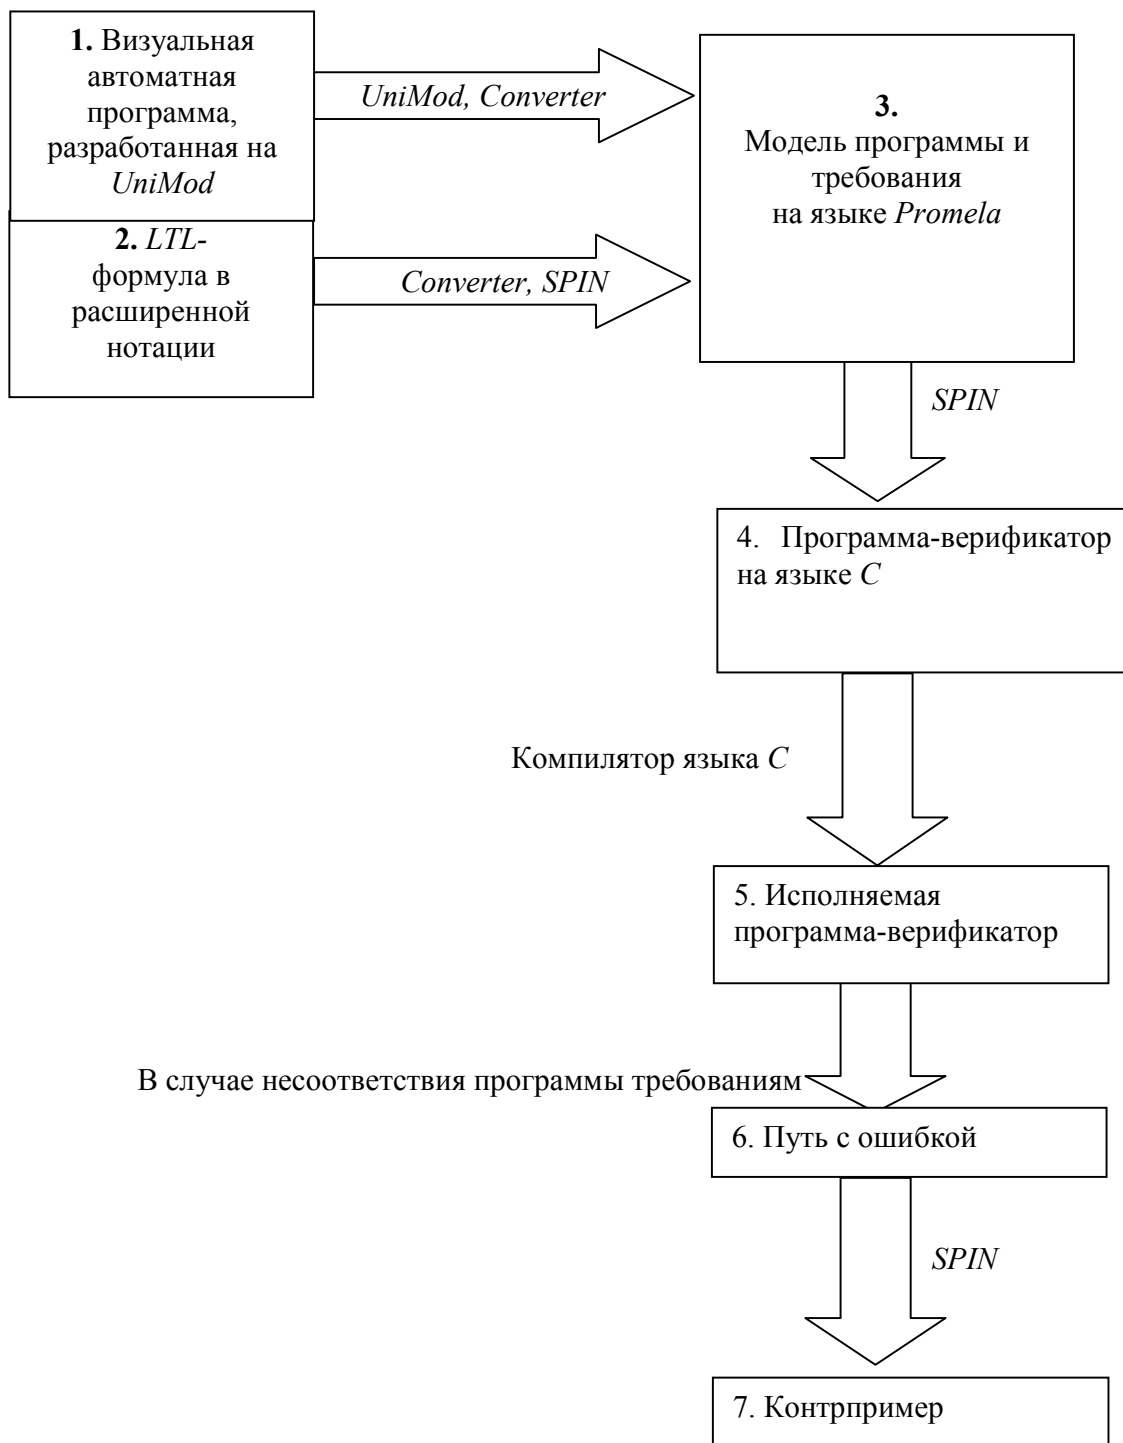 1. Визуальная
автоматная
программа,
разработанная на
UniMod
UniMod, Converter
2. LTL-
формула в
расширенной
нотации
Converter, SPIN
3.
Модель программы и
требования
на языке Promela
SPIN
4. Программа-верификатор
на языке C
Компилятор языка C
5. Исполняемая
программа-верификатор
В случае несоответствия программы требованиям
6. Путь с ошибкой
SPIN
7. Контрпример